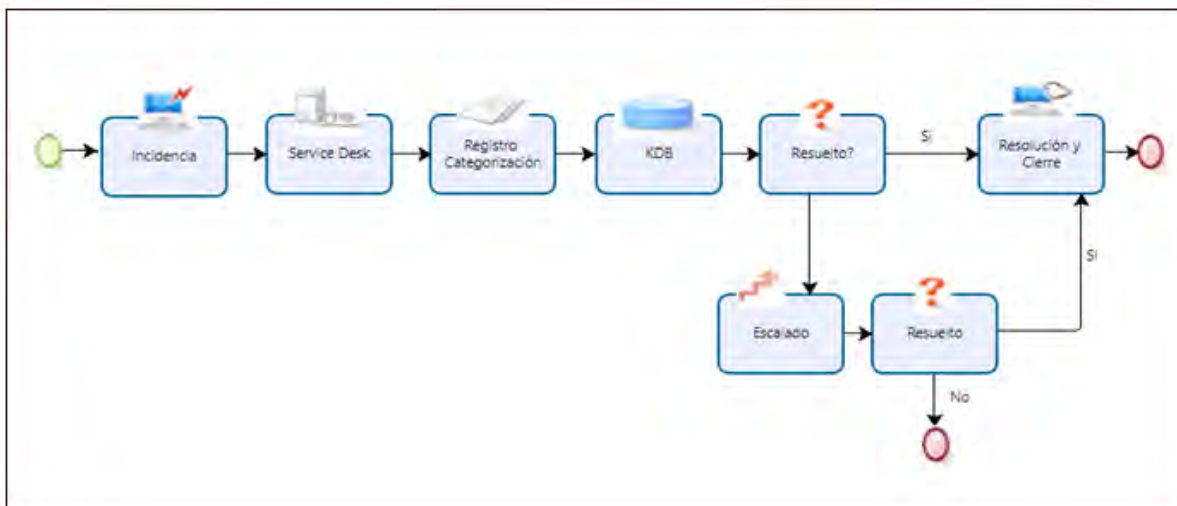 Incidencia
Service Desk
Registro
Categorización
KDB
Resuelto?
Si
Resolución y
Cierre
Si
Escalado
Resuelto
No